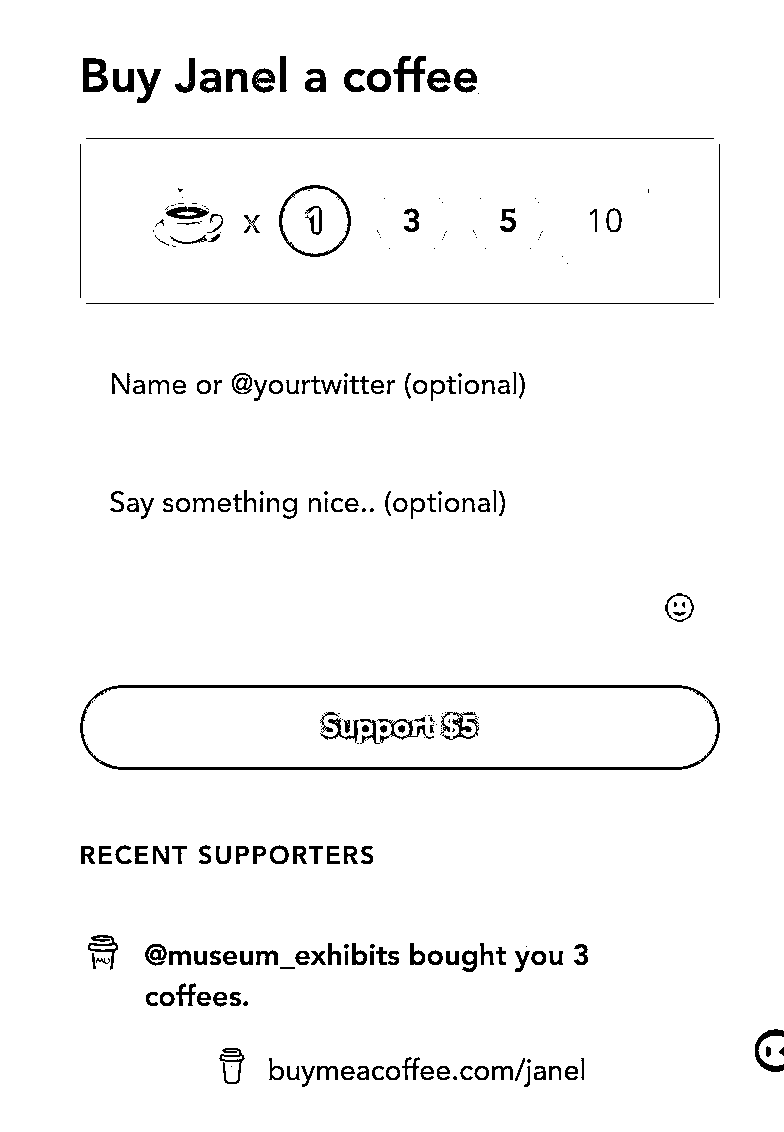 Buy Janel a coffee
x 1 3 5 10
Name or @yourtwitter (optional)
Say something nice.. (optional)
Support $5
RECENT SUPPORTERS
@museum_exhibits bought you 3
coffees.
buymeacoffee.com/janel